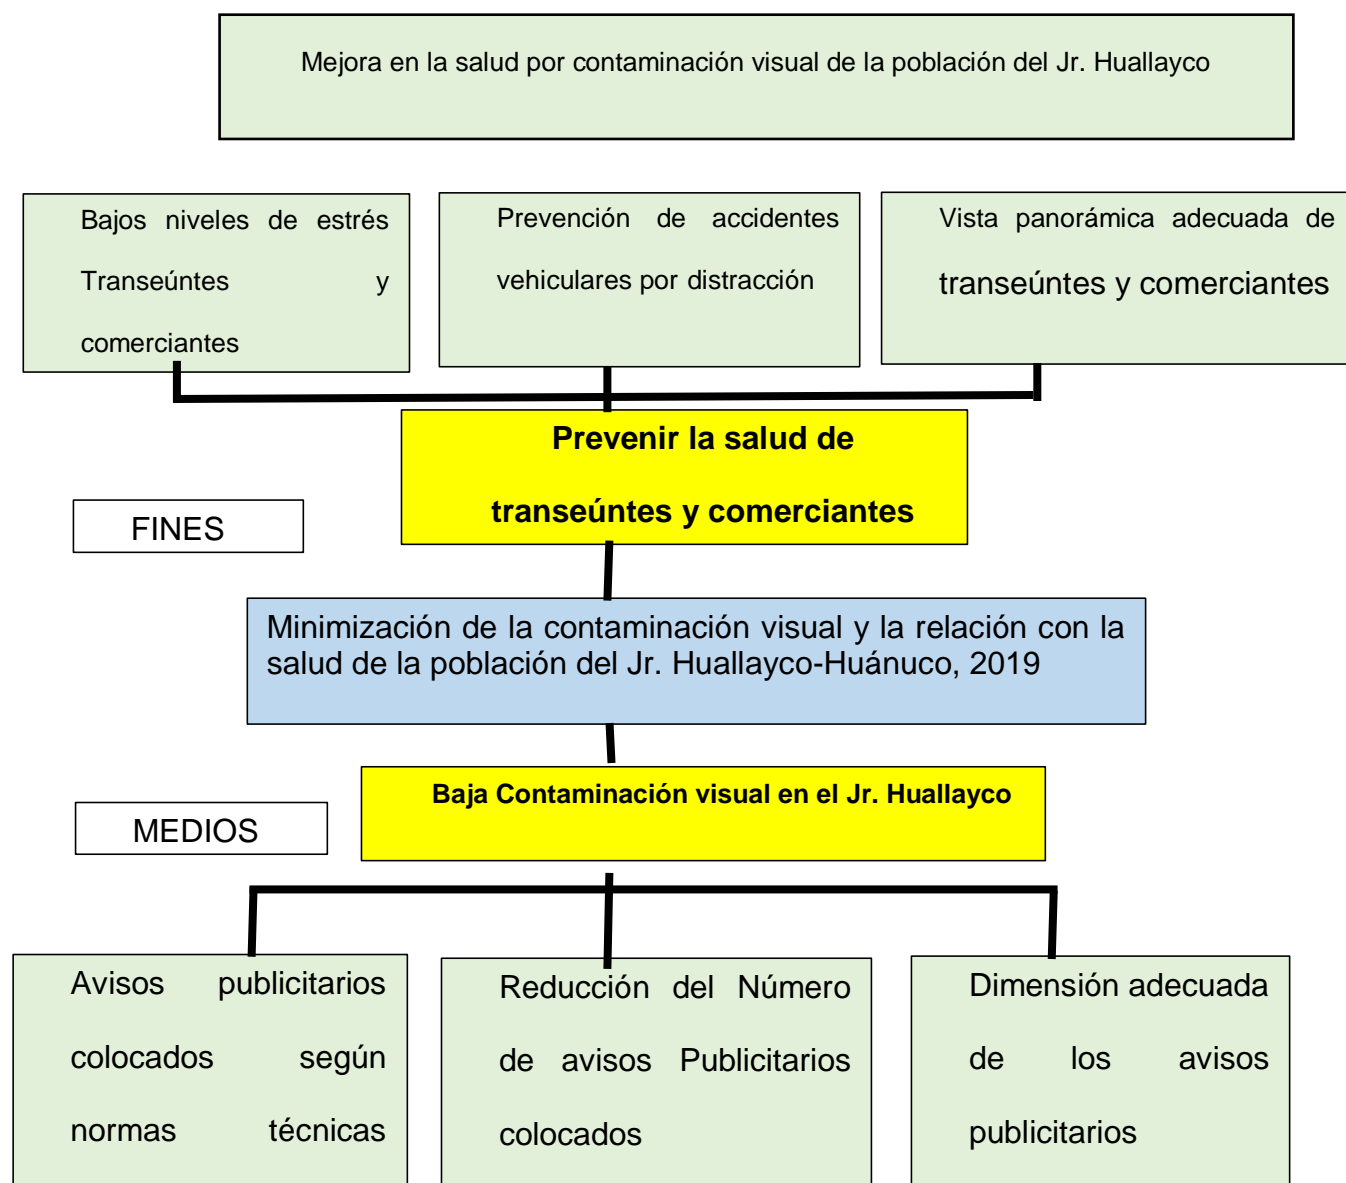 Mejora en la salud por contaminación visual de la población del Jr. Huallayco
Bajos niveles de estrés
Transeúntes y
comerciantes
Prevención de accidentes
vehiculares por distracción
Vista panorámica adecuada de
transeúntes y comerciantes
Prevenir la salud de
transeúntes y comerciantes
FINES
Minimización de la contaminación visual y la relación con la
salud de la población del Jr. Huallayco-Huánuco, 2019
Baja Contaminación visual en el Jr. Huallayco
MEDIOS
Avisos publicitarios
colocados según
normas técnicas
Reducción del Número
de avisos Publicitarios
colocados
Dimensión adecuada
de los avisos
publicitarios